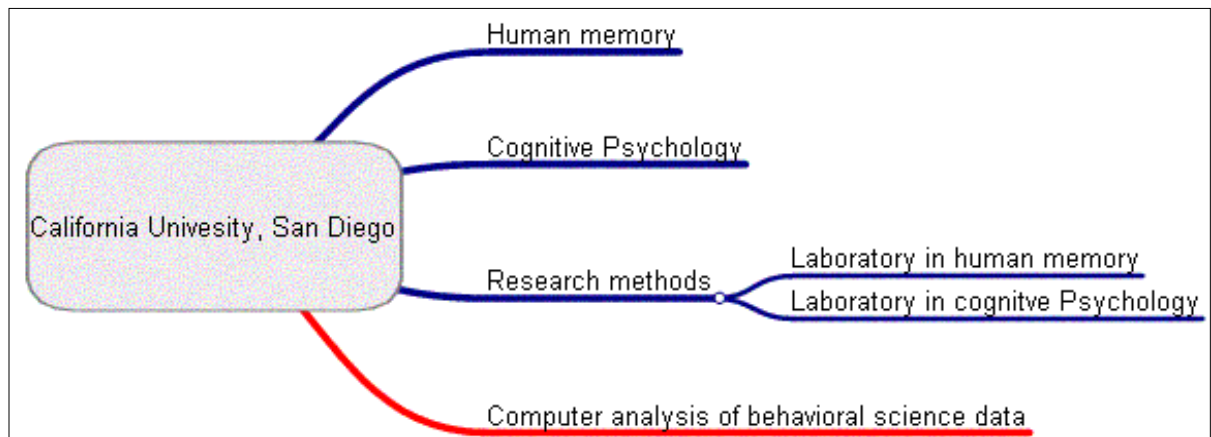 Human memory
Cognitive Psychology
California Univesity, San Diego
Research methods
Laboratory in human memory
Laboratory in cognitve Psychology
Computer analysis of behavioral science data